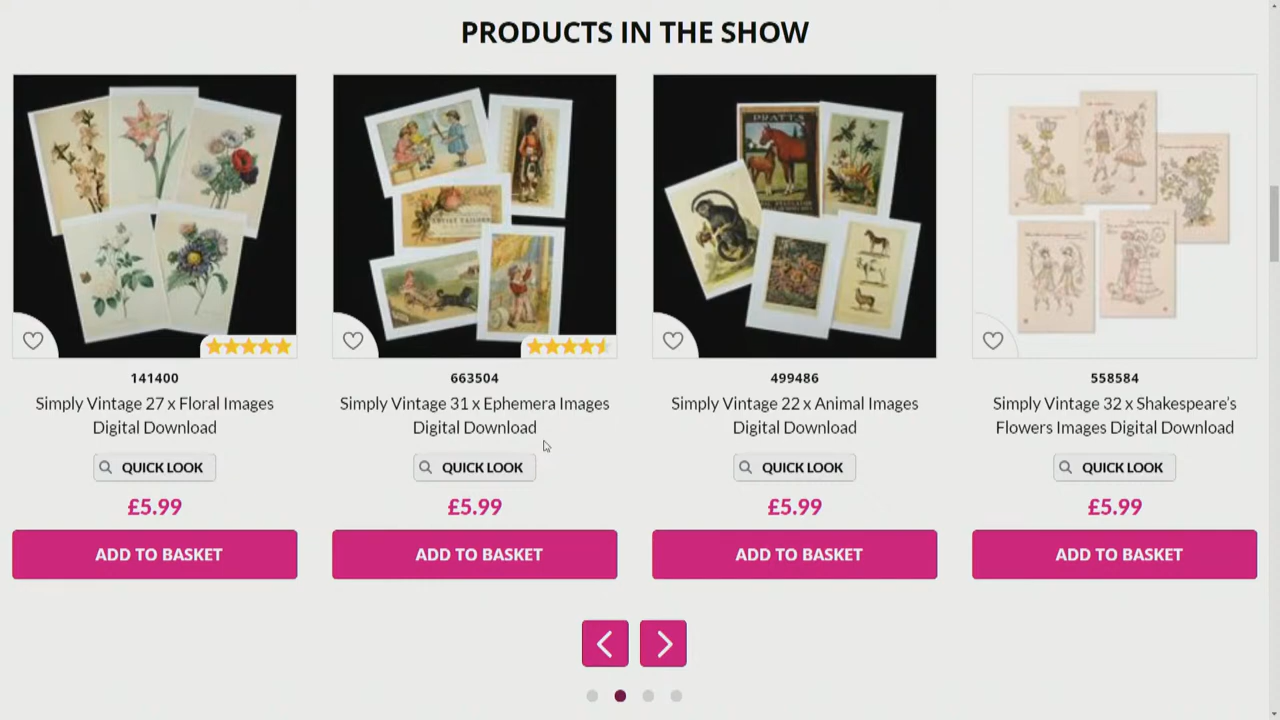 PRODUCTS IN THE SHOW
PRATTS
141400
Simply Vintage 27 x Floral Images
Digital Download
QUICK LOOK
£5.99
ADD TO BASKET
663504
Simply Vintage 31 x Ephemera Images
Digital Download
QUICK LOOK
£5.99
ADD TO BASKET
499486
Simply Vintage 22 x Animal Images
Digital Download
QUICK LOOK
£5.99
ADD TO BASKET
558584
Simply Vintage 32 x Shakespeare's
Flowers Images Digital Download
QUICK LOOK
£5.99
ADD TO BASKET